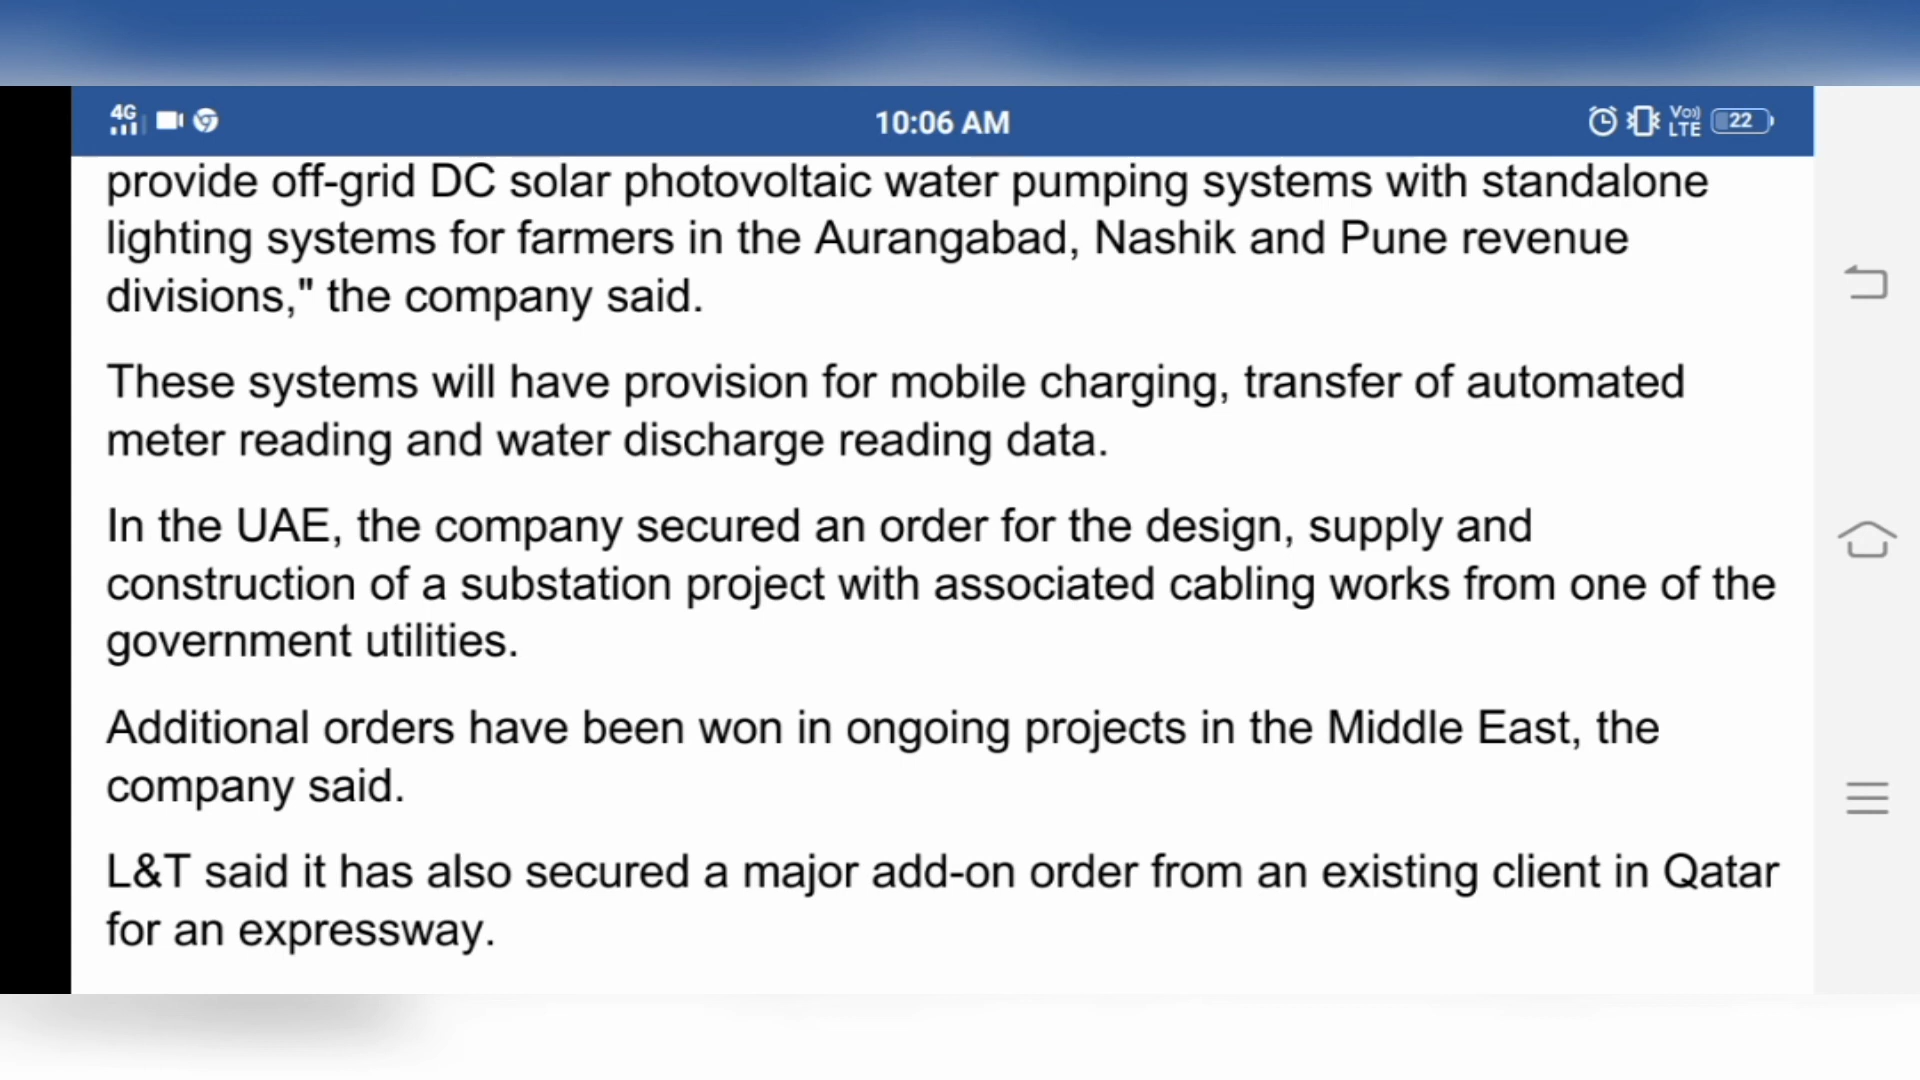 4G 10:06 AM Vo) LTE 22
provide off-grid DC solar photovoltaic water pumping systems with standalone
lighting systems for farmers in the Aurangabad, Nashik and Pune revenue
divisions," the company said.
These systems will have provision for mobile charging, transfer of automated
meter reading and water discharge reading data.
In the UAE, the company secured an order for the design, supply and
construction of a substation project with associated cabling works from one of the
government utilities.
Additional orders have been won in ongoing projects in the Middle East, the
company said.
L&T said it has also secured a major add-on order from an existing client in Qatar
for an expressway.